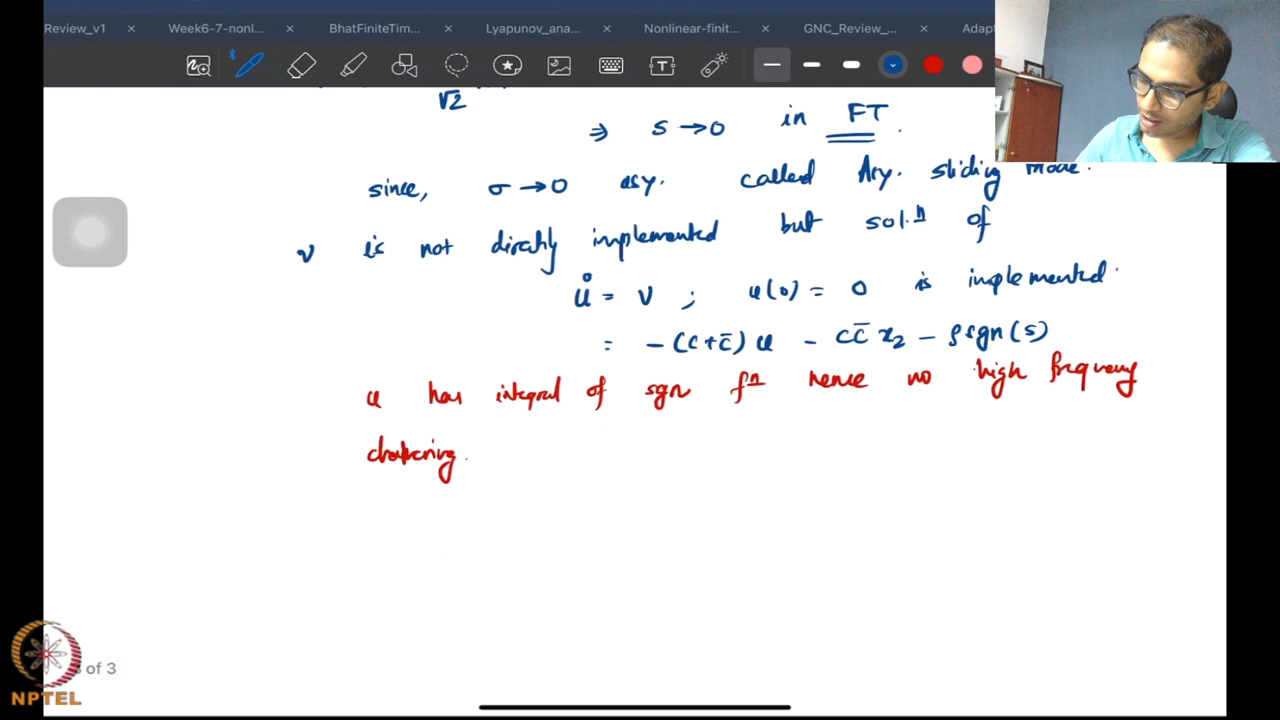 Review_v1 × Week6-7-nonl... × BhatFiniteTim... × Lyapunov_ana... × Nonlinear-finit... × GNC_Review_... × Adap
√2
⇒ s → 0 in FT.
since, σ → 0 asy. called Asy. sliding mode.
v is not directly implemented but sol.ⁿ of
u̇ = v ; u(0) = 0 is implemented.
= -(c+c̄) u - cc̄ x₂ - ρ sgn(s)
u has integral of sgn fⁿ hence no high frequency
chattering.
of 3
NPTEL